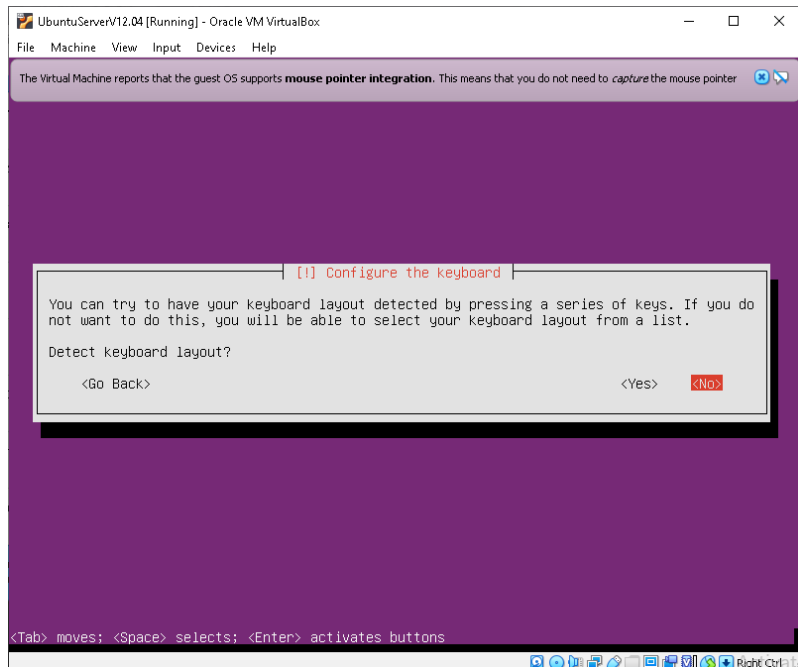 UbuntuServerV12.04 [Running] - Oracle VM VirtualBox
File Machine View Input Devices Help
The Virtual Machine reports that the guest OS supports mouse pointer integration. This means that you do not need to capture the mouse pointer
[!] Configure the keyboard
You can try to have your keyboard layout detected by pressing a series of keys. If you do
not want to do this, you will be able to select your keyboard layout from a list.
Detect keyboard layout?
<Go Back> <Yes> <No>
<Tab> moves; <Space> selects; <Enter> activates buttons
Right Ctrl